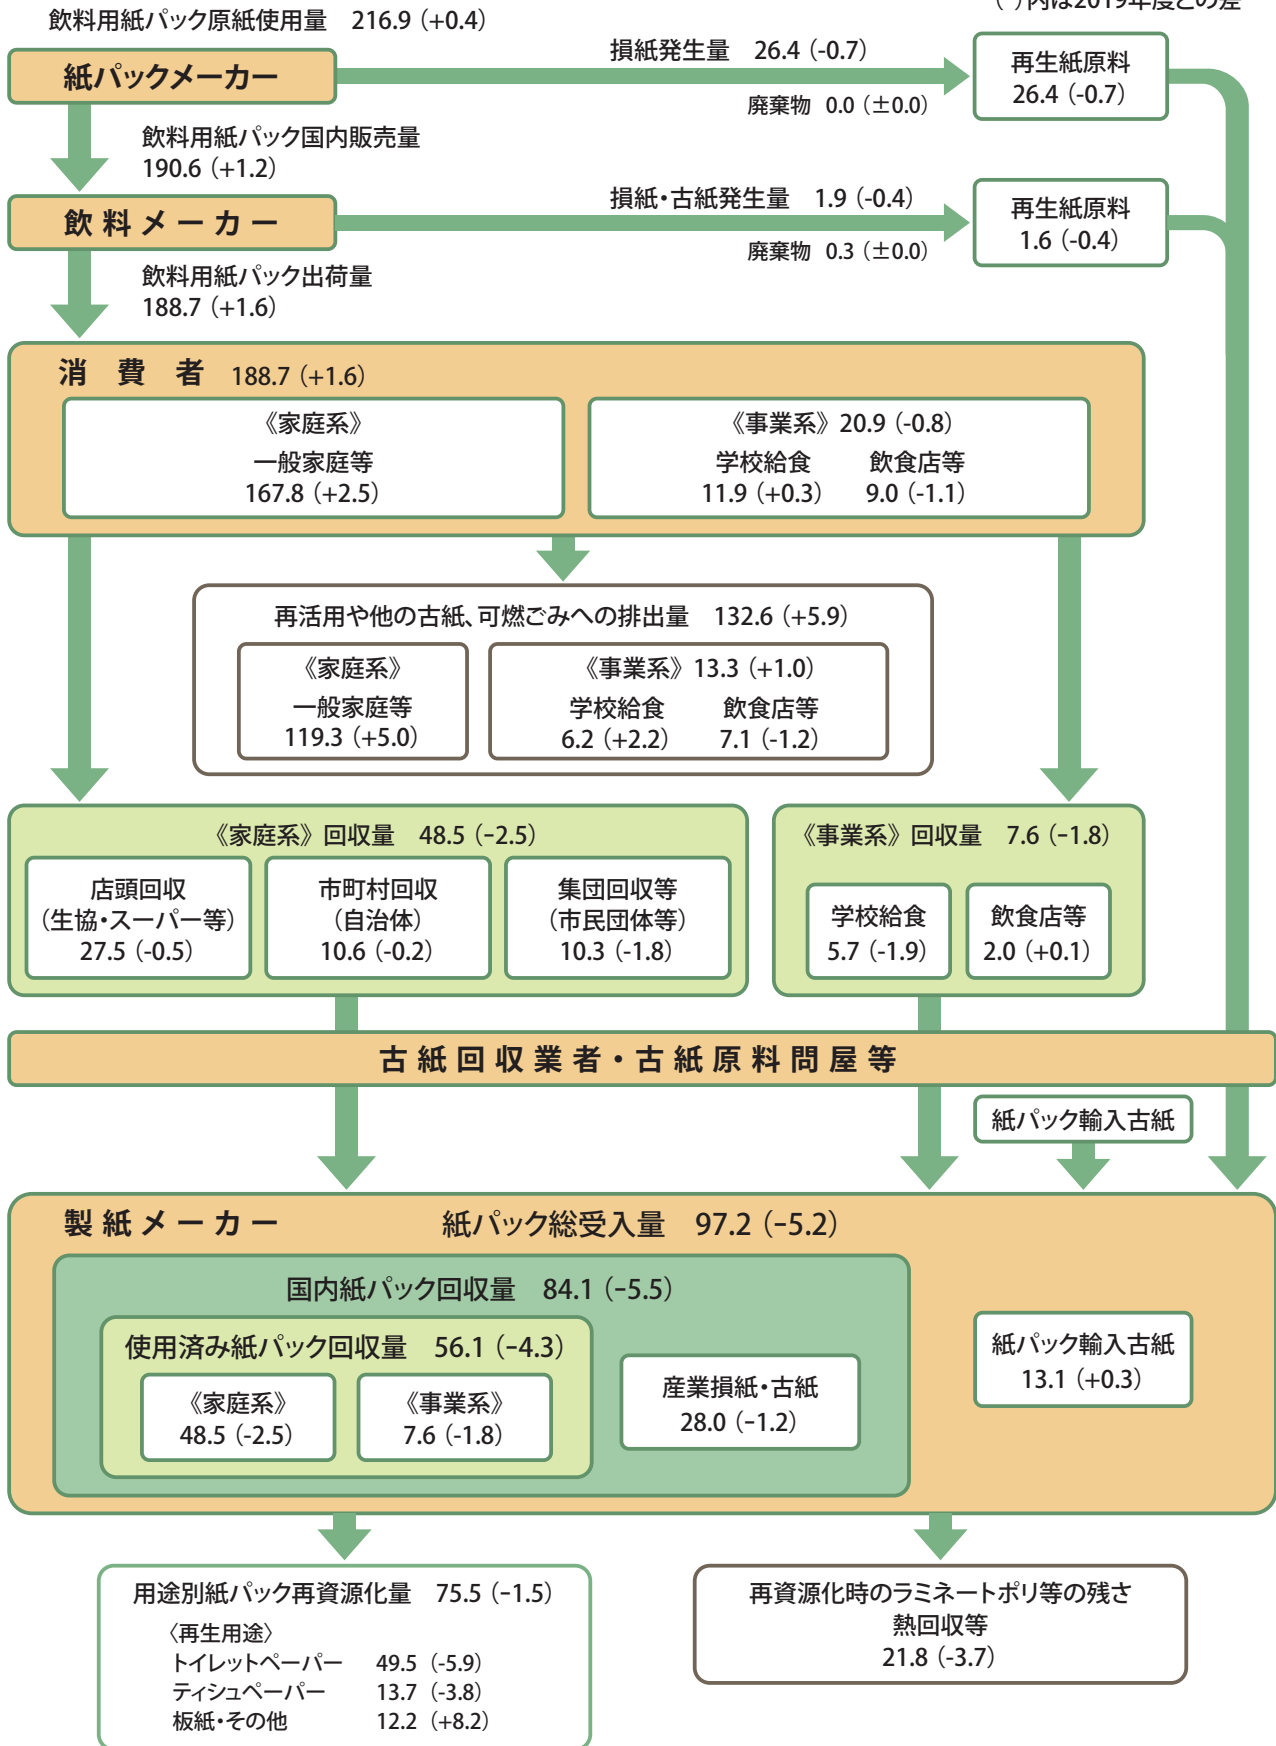 飲料用紙パック原紙使用量　216.9（+0.4）
（ ）内は2019年度との差
紙パックメーカー
損紙発生量　26.4（-0.7）
廃棄物　0.0（±0.0）
再生紙原料
26.4（-0.7）
飲料用紙パック国内販売量
190.6（+1.2）
飲料メーカー
損紙・古紙発生量　1.9（-0.4）
廃棄物　0.3（±0.0）
再生紙原料
1.6（-0.4）
飲料用紙パック出荷量
188.7（+1.6）
消　費　者　188.7（+1.6）
《家庭系》
一般家庭等
167.8（+2.5）
《事業系》20.9（-0.8）
学校給食　飲食店等
11.9（+0.3）　9.0（-1.1）
再活用や他の古紙、可燃ごみへの排出量　132.6（+5.9）
《家庭系》
一般家庭等
119.3（+5.0）
《事業系》13.3（+1.0）
学校給食　飲食店等
6.2（+2.2）　7.1（-1.2）
《家庭系》回収量　48.5（-2.5）
店頭回収
（生協・スーパー等）
27.5（-0.5）
市町村回収
（自治体）
10.6（-0.2）
集団回収等
（市民団体等）
10.3（-1.8）
《事業系》回収量　7.6（-1.8）
学校給食
5.7（-1.9）
飲食店等
2.0（+0.1）
古紙回収業者・古紙原料問屋等
紙パック輸入古紙
製紙メーカー　紙パック総受入量　97.2（-5.2）
国内紙パック回収量　84.1（-5.5）
使用済み紙パック回収量　56.1（-4.3）
《家庭系》
48.5（-2.5）
《事業系》
7.6（-1.8）
産業損紙・古紙
28.0（-1.2）
紙パック輸入古紙
13.1（+0.3）
用途別紙パック再資源化量　75.5（-1.5）
〈再生用途〉
トイレットペーパー　49.5（-5.9）
ティシュペーパー　13.7（-3.8）
板紙・その他　12.2（+8.2）
再資源化時のラミネートポリ等の残さ
熱回収等
21.8（-3.7）